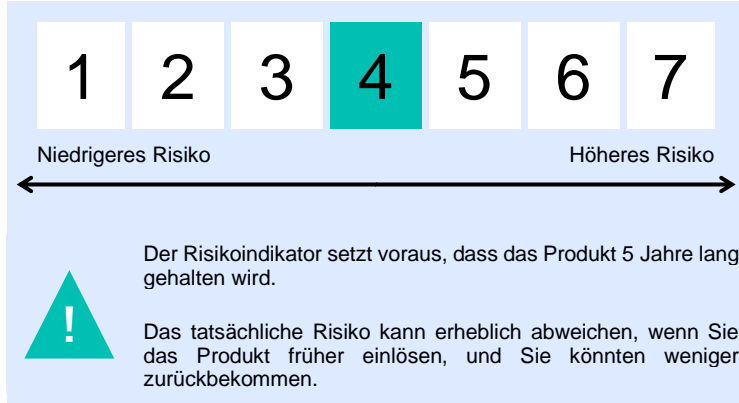 1 2 3 4 5 6 7
Niedrigeres Risiko Höheres Risiko
Der Risikoindikator setzt voraus, dass das Produkt 5 Jahre lang
gehalten wird.
!
Das tatsächliche Risiko kann erheblich abweichen, wenn Sie
das Produkt früher einlösen, und Sie könnten weniger
zurückbekommen.